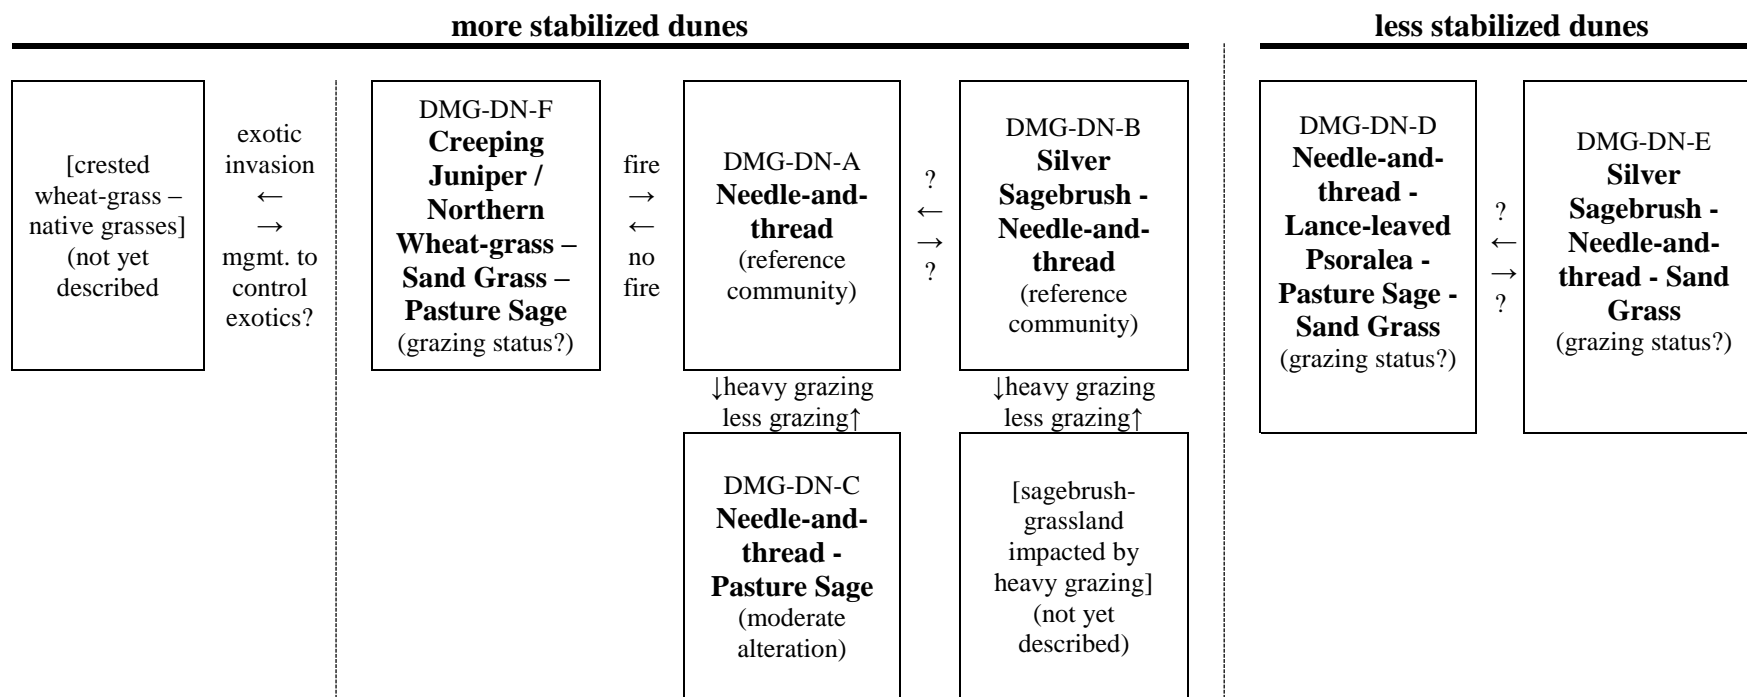 more stabilized dunes
less stabilized dunes
[crested
wheat-grass –
native grasses]
(not yet
described
exotic
invasion
←
→
mgmt. to
control
exotics?
DMG-DN-F
Creeping
Juniper /
Northern
Wheat-grass –
Sand Grass –
Pasture Sage
(grazing status?)
fire
→
←
no
fire
DMG-DN-A
Needle-and-
thread
(reference
community)
?
←
→
?
DMG-DN-B
Silver
Sagebrush -
Needle-and-
thread
(reference
community)
DMG-DN-D
Needle-and-
thread -
Lance-leaved
Psoralea -
Pasture Sage -
Sand Grass
(grazing status?)
?
←
→
?
DMG-DN-E
Silver
Sagebrush -
Needle-and-
thread - Sand
Grass
(grazing status?)
↓heavy grazing
less grazing↑
↓heavy grazing
less grazing↑
DMG-DN-C
Needle-and-
thread -
Pasture Sage
(moderate
alteration)
[sagebrush-
grassland
impacted by
heavy grazing]
(not yet
described)